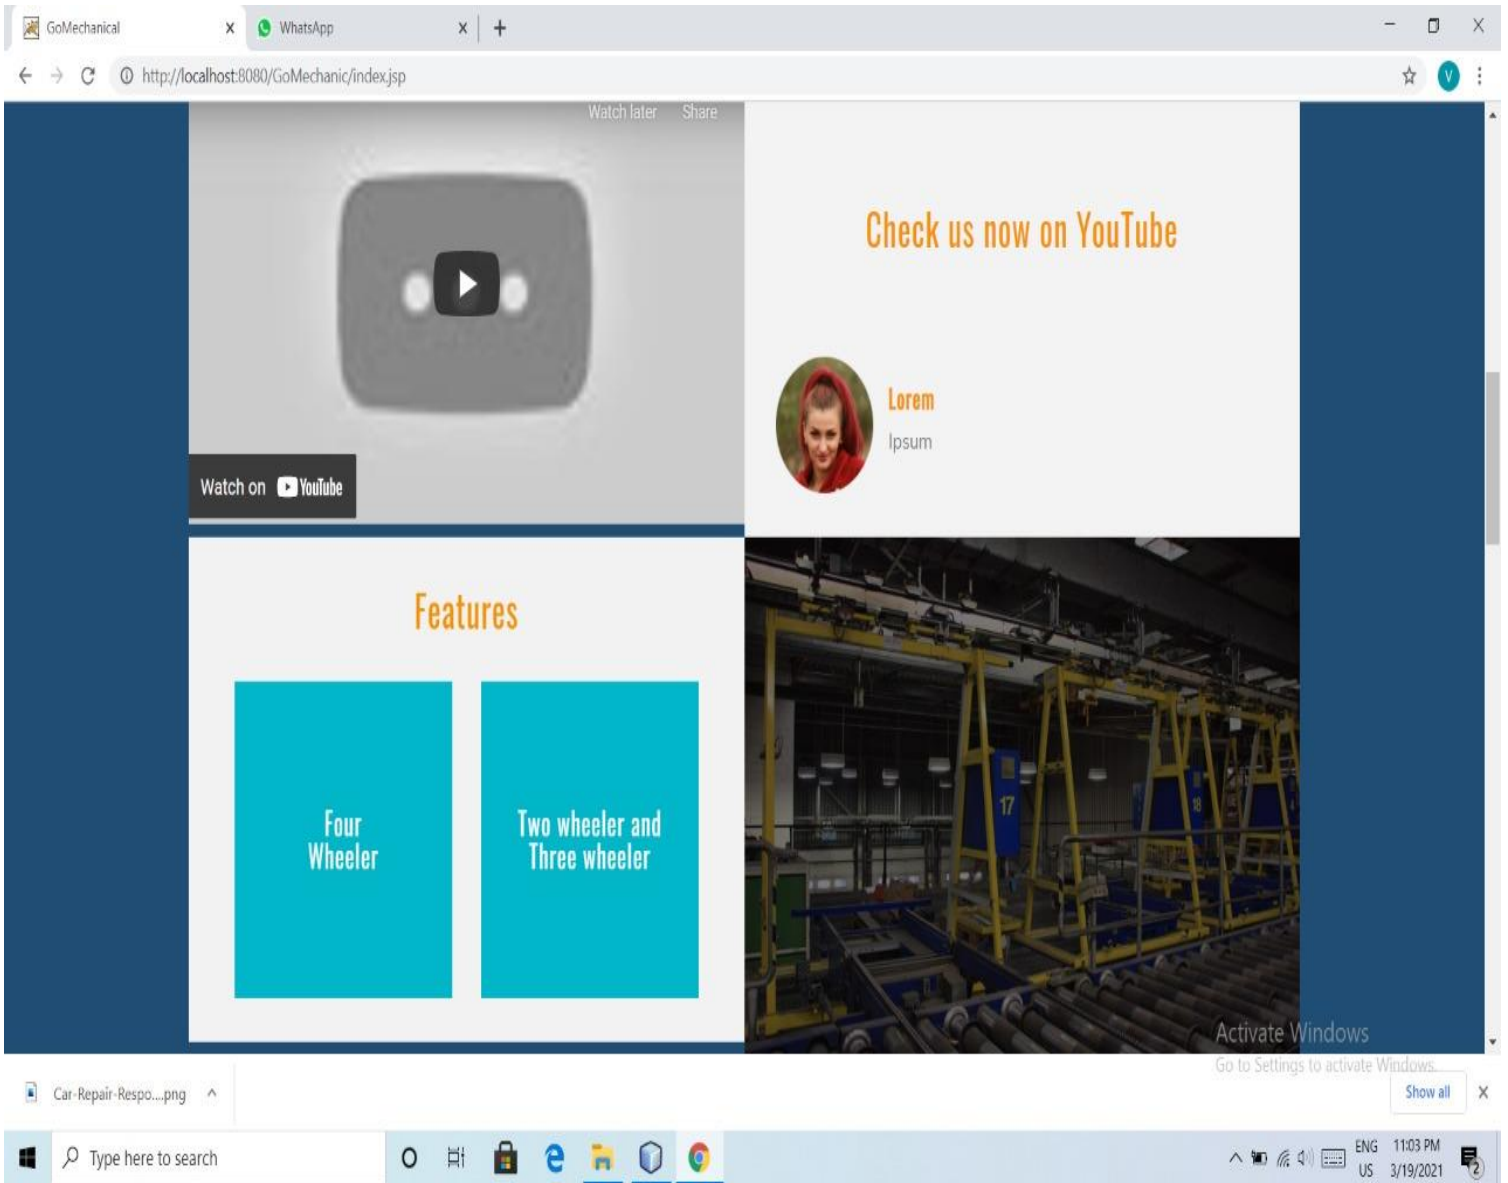 GoMechanical
WhatsApp
http://localhost:8080/GoMechanic/index.jsp
V
Watch later Share
Check us now on YouTube
Lorem
Ipsum
Watch on YouTube
Features
Four
Wheeler
Two wheeler and
Three wheeler
17
18
Activate Windows
Go to Settings to activate Windows.
Car-Repair-Respo....png
Show all
Type here to search
ENG
US
11:03 PM
3/19/2021
2